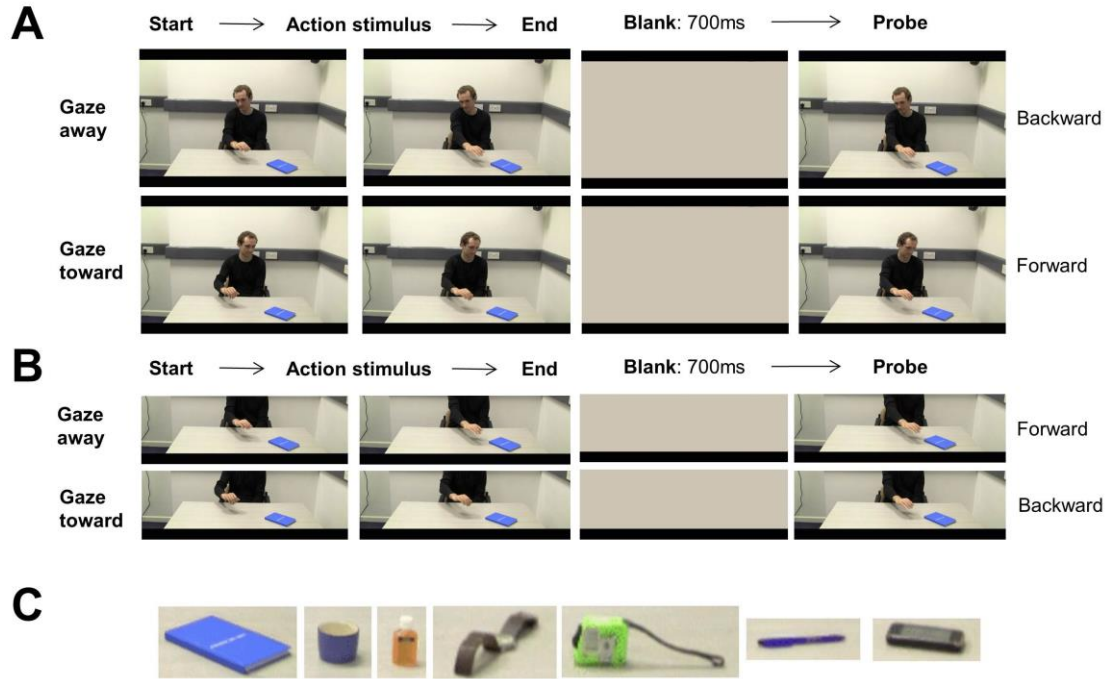 A
Start → Action stimulus → End Blank: 700ms → Probe
Gaze
away
Backward
Gaze
toward
Forward
B
Start → Action stimulus → End Blank: 700ms → Probe
Gaze
away
Forward
Gaze
toward
Backward
C